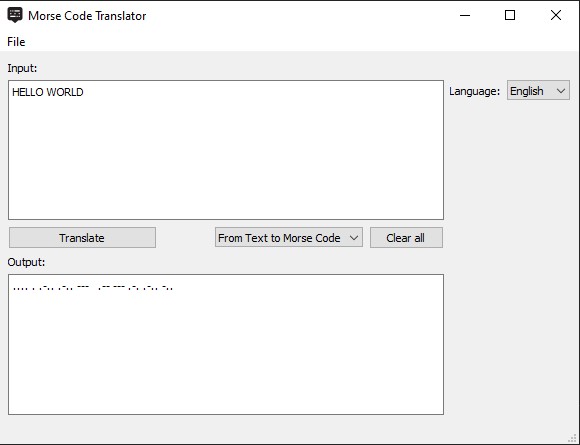 Morse Code Translator
File
Input:
HELLO WORLD
Language: English
Translate From Text to Morse Code Clear all
Output:
.... . .-.. .-.. ---   .-- --- .-. .-.. -..